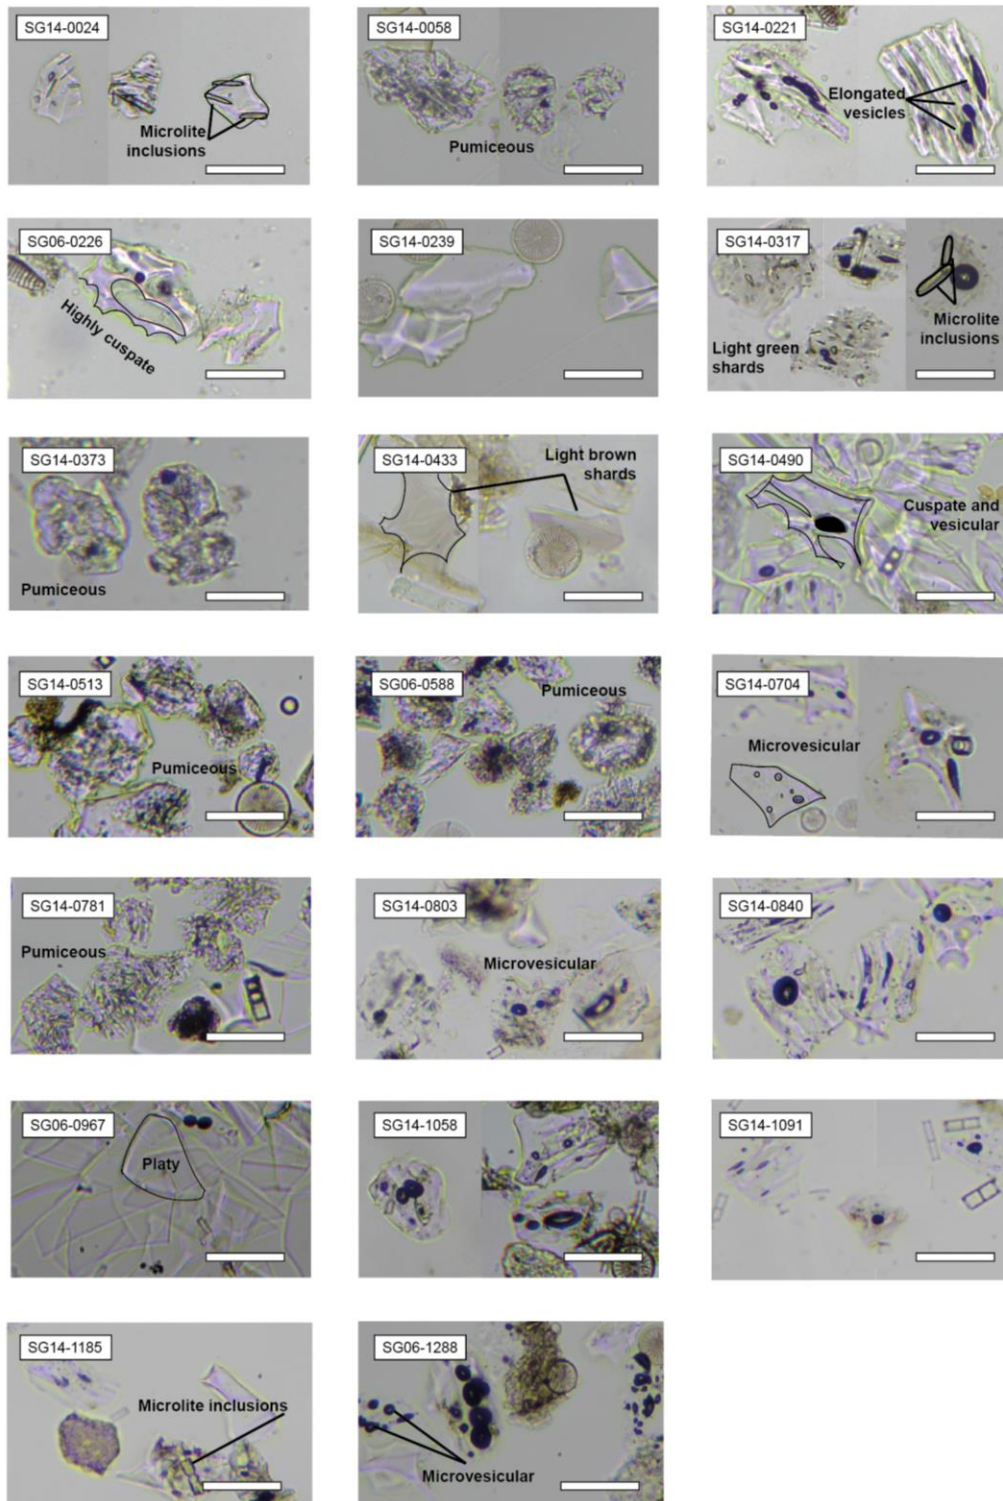 SG14-0024
Microlite
inclusions
SG14-0058
Pumiceous
SG14-0221
Elongated
vesicles
SG06-0226
Highly cuspate
SG14-0239
SG14-0317
Light green
shards
Microlite
inclusions
SG14-0373
Pumiceous
SG14-0433
Light brown
shards
SG14-0490
Cuspate and
vesicular
SG14-0513
Pumiceous
SG06-0588
Pumiceous
SG14-0704
Microvesicular
SG14-0781
Pumiceous
SG14-0803
Microvesicular
SG14-0840
SG06-0967
Platy
SG14-1058
SG14-1091
SG14-1185
Microlite inclusions
SG06-1288
Microvesicular